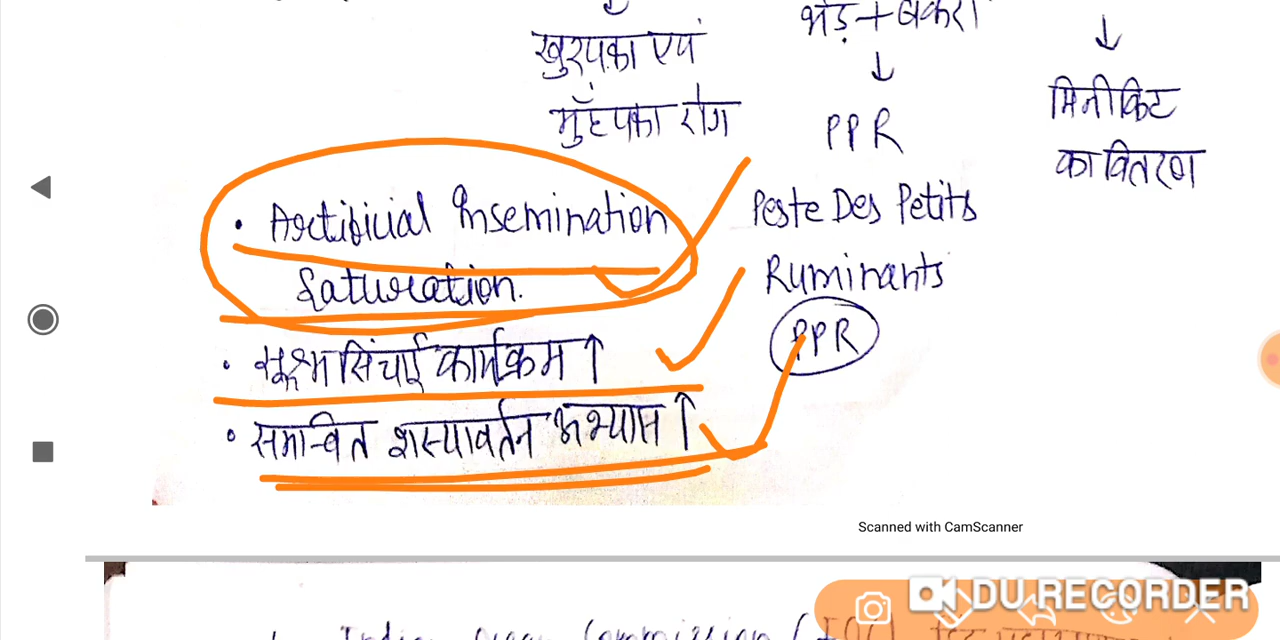 भेड़ + बकरी
↓
खुरपका एवं
मुँहपका रोग
↓
PPR
↓
मिनीकिट
का वितरण
Peste Des Petits
Ruminants
PPR
• Artificial Insemination
Saturation.
• सूक्ष्म सिंचाई कार्यक्रम ↑
• समन्वित शस्यावर्तन अभ्यास ↑
Scanned with CamScanner
DU RECORDER